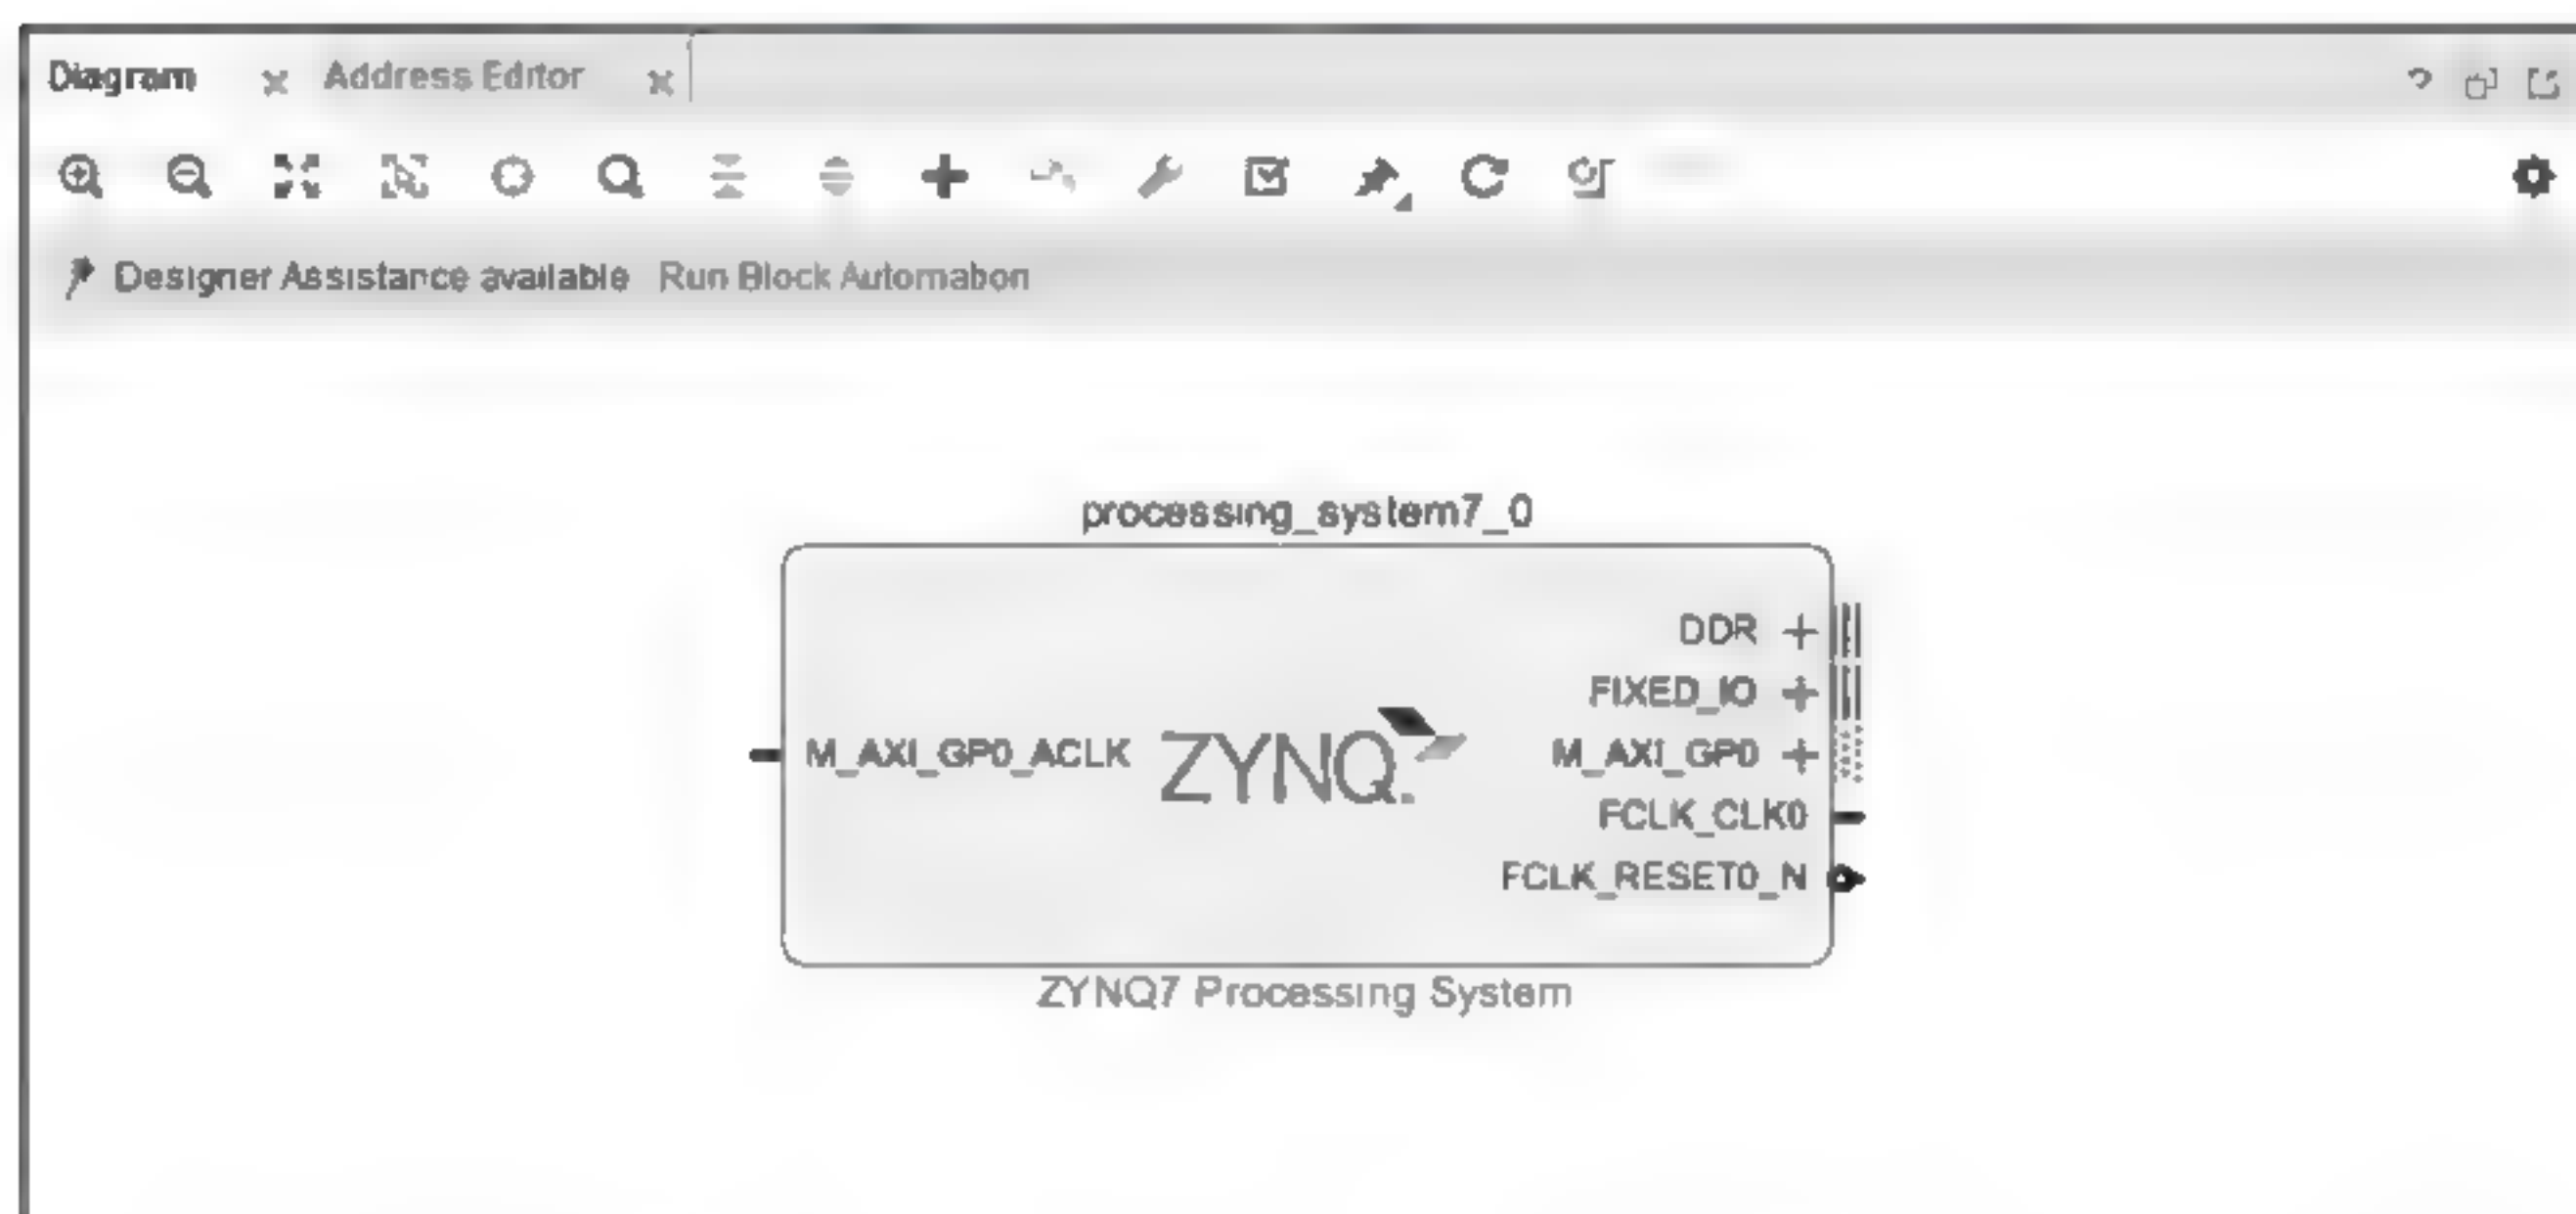 Diagram Address Editor
Designer Assistance available Run Block Automation
processing_system7_0
DDR
FIXED_IO
M_AXI_GP0_ACLK ZYNQ. M_AXI_GP0
FCLK_CLK0
FCLK_RESET0_N
ZYNQ7 Processing System